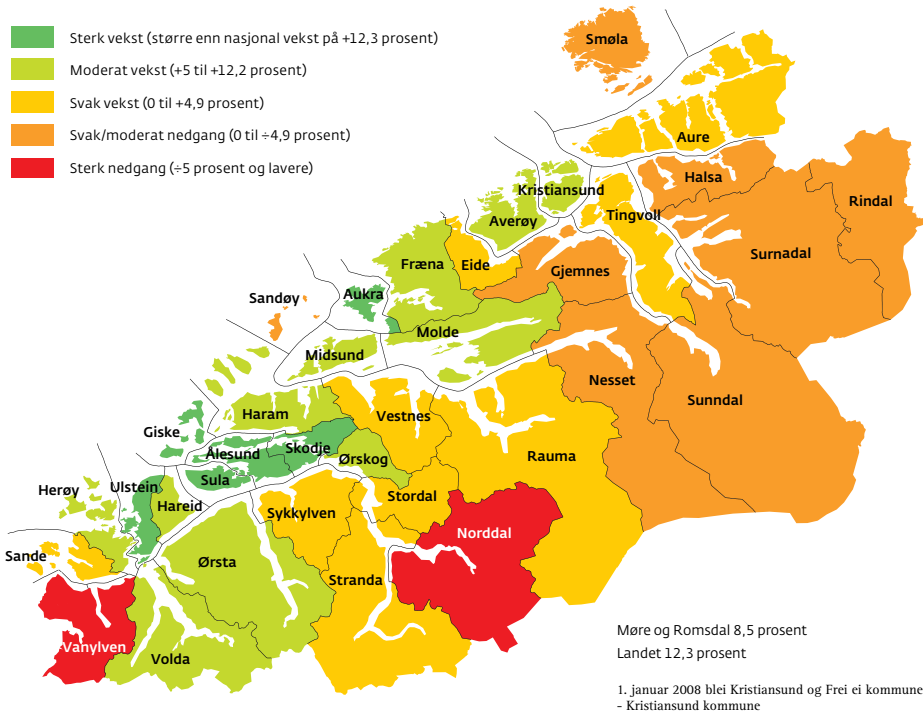 Sterk vekst (større enn nasjonal vekst på +12,3 prosent)
Moderat vekst (+5 til +12,2 prosent)
Svak vekst (0 til +4,9 prosent)
Svak/moderat nedgang (0 til ÷4,9 prosent)
Sterk nedgang (÷5 prosent og lavere)
Smøla
Aure
Halsa
Rindal
Kristiansund
Averøy
Tingvoll
Surnadal
Fræna
Eide
Gjemnes
Sandøy
Aukra
Molde
Midsund
Nesset
Sunndal
Haram
Vestnes
Giske
Ålesund
Skodje
Ørskog
Rauma
Sula
Herøy
Ulstein
Hareid
Stordal
Sykkylven
Norddal
Sande
Ørsta
Stranda
Vanylven
Volda
Møre og Romsdal 8,5 prosent
Landet 12,3 prosent
1. januar 2008 blei Kristiansund og Frei ei kommune
- Kristiansund kommune